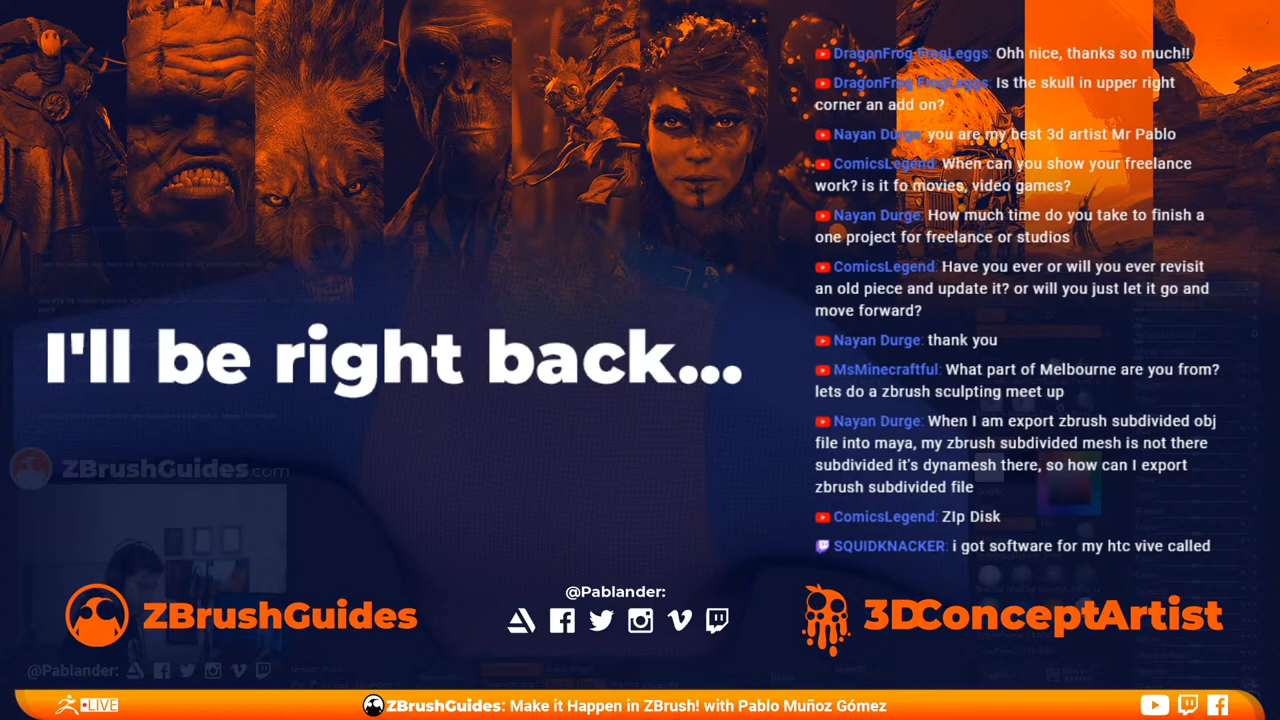 DragonFrog FrogLeggs: Ohh nice, thanks so much!!
DragonFrog FrogLeggs: Is the skull in upper right
corner an add on?
Nayan Durge: you are my best 3d artist Mr Pablo
ComicsLegend: When can you show your freelance
work? is it fo movies, video games?
Nayan Durge: How much time do you take to finish a
one project for freelance or studios
ComicsLegend: Have you ever or will you ever revisit
an old piece and update it? or will you just let it go and
move forward?
Nayan Durge: thank you
MsMinecraftful: What part of Melbourne are you from?
lets do a zbrush sculpting meet up
Nayan Durge: When I am export zbrush subdivided obj
file into maya, my zbrush subdivided mesh is not there
subdivided it's dynamesh there, so how can I export
zbrush subdivided file
ComicsLegend: ZIp Disk
SQUIDKNACKER: i got software for my htc vive called
I'll be right back...
ZBrushGuides.com
ZBrushGuides
@Pablander:
3DConceptArtist
@Pablander:
LIVE
ZBrushGuides: Make it Happen in ZBrush! with Pablo Muñoz Gómez